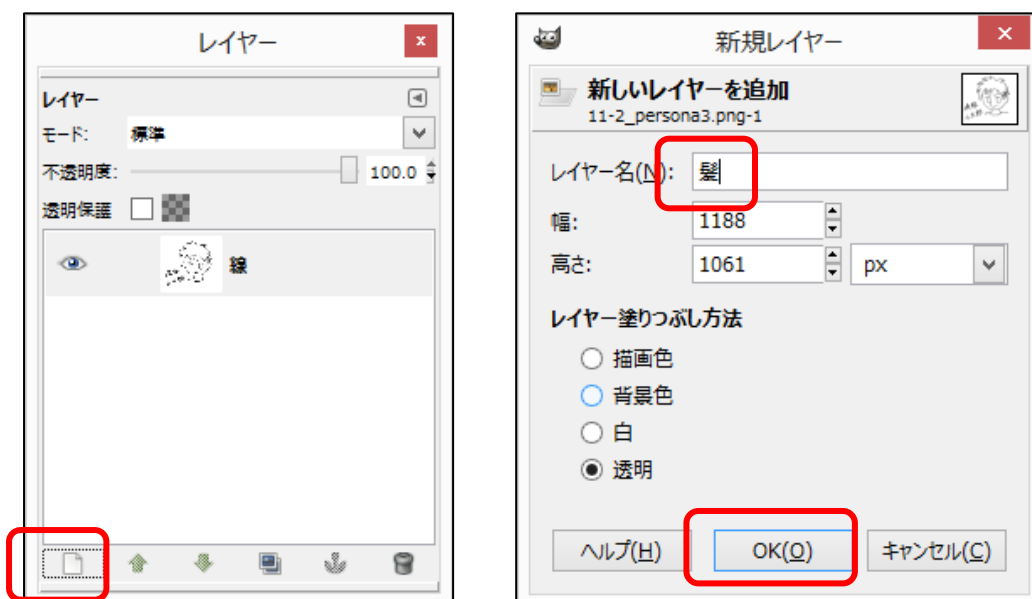 レイヤー
x
レイヤー
モード: 標準
不透明度: 100.0
透明保護
線
新規レイヤー
×
新しいレイヤーを追加
11-2_persona3.png-1
レイヤー名(N): 髪
幅: 1188
高さ: 1061 px
レイヤー塗りつぶし方法
描画色
背景色
白
透明
ヘルプ(H) OK(O) キャンセル(C)